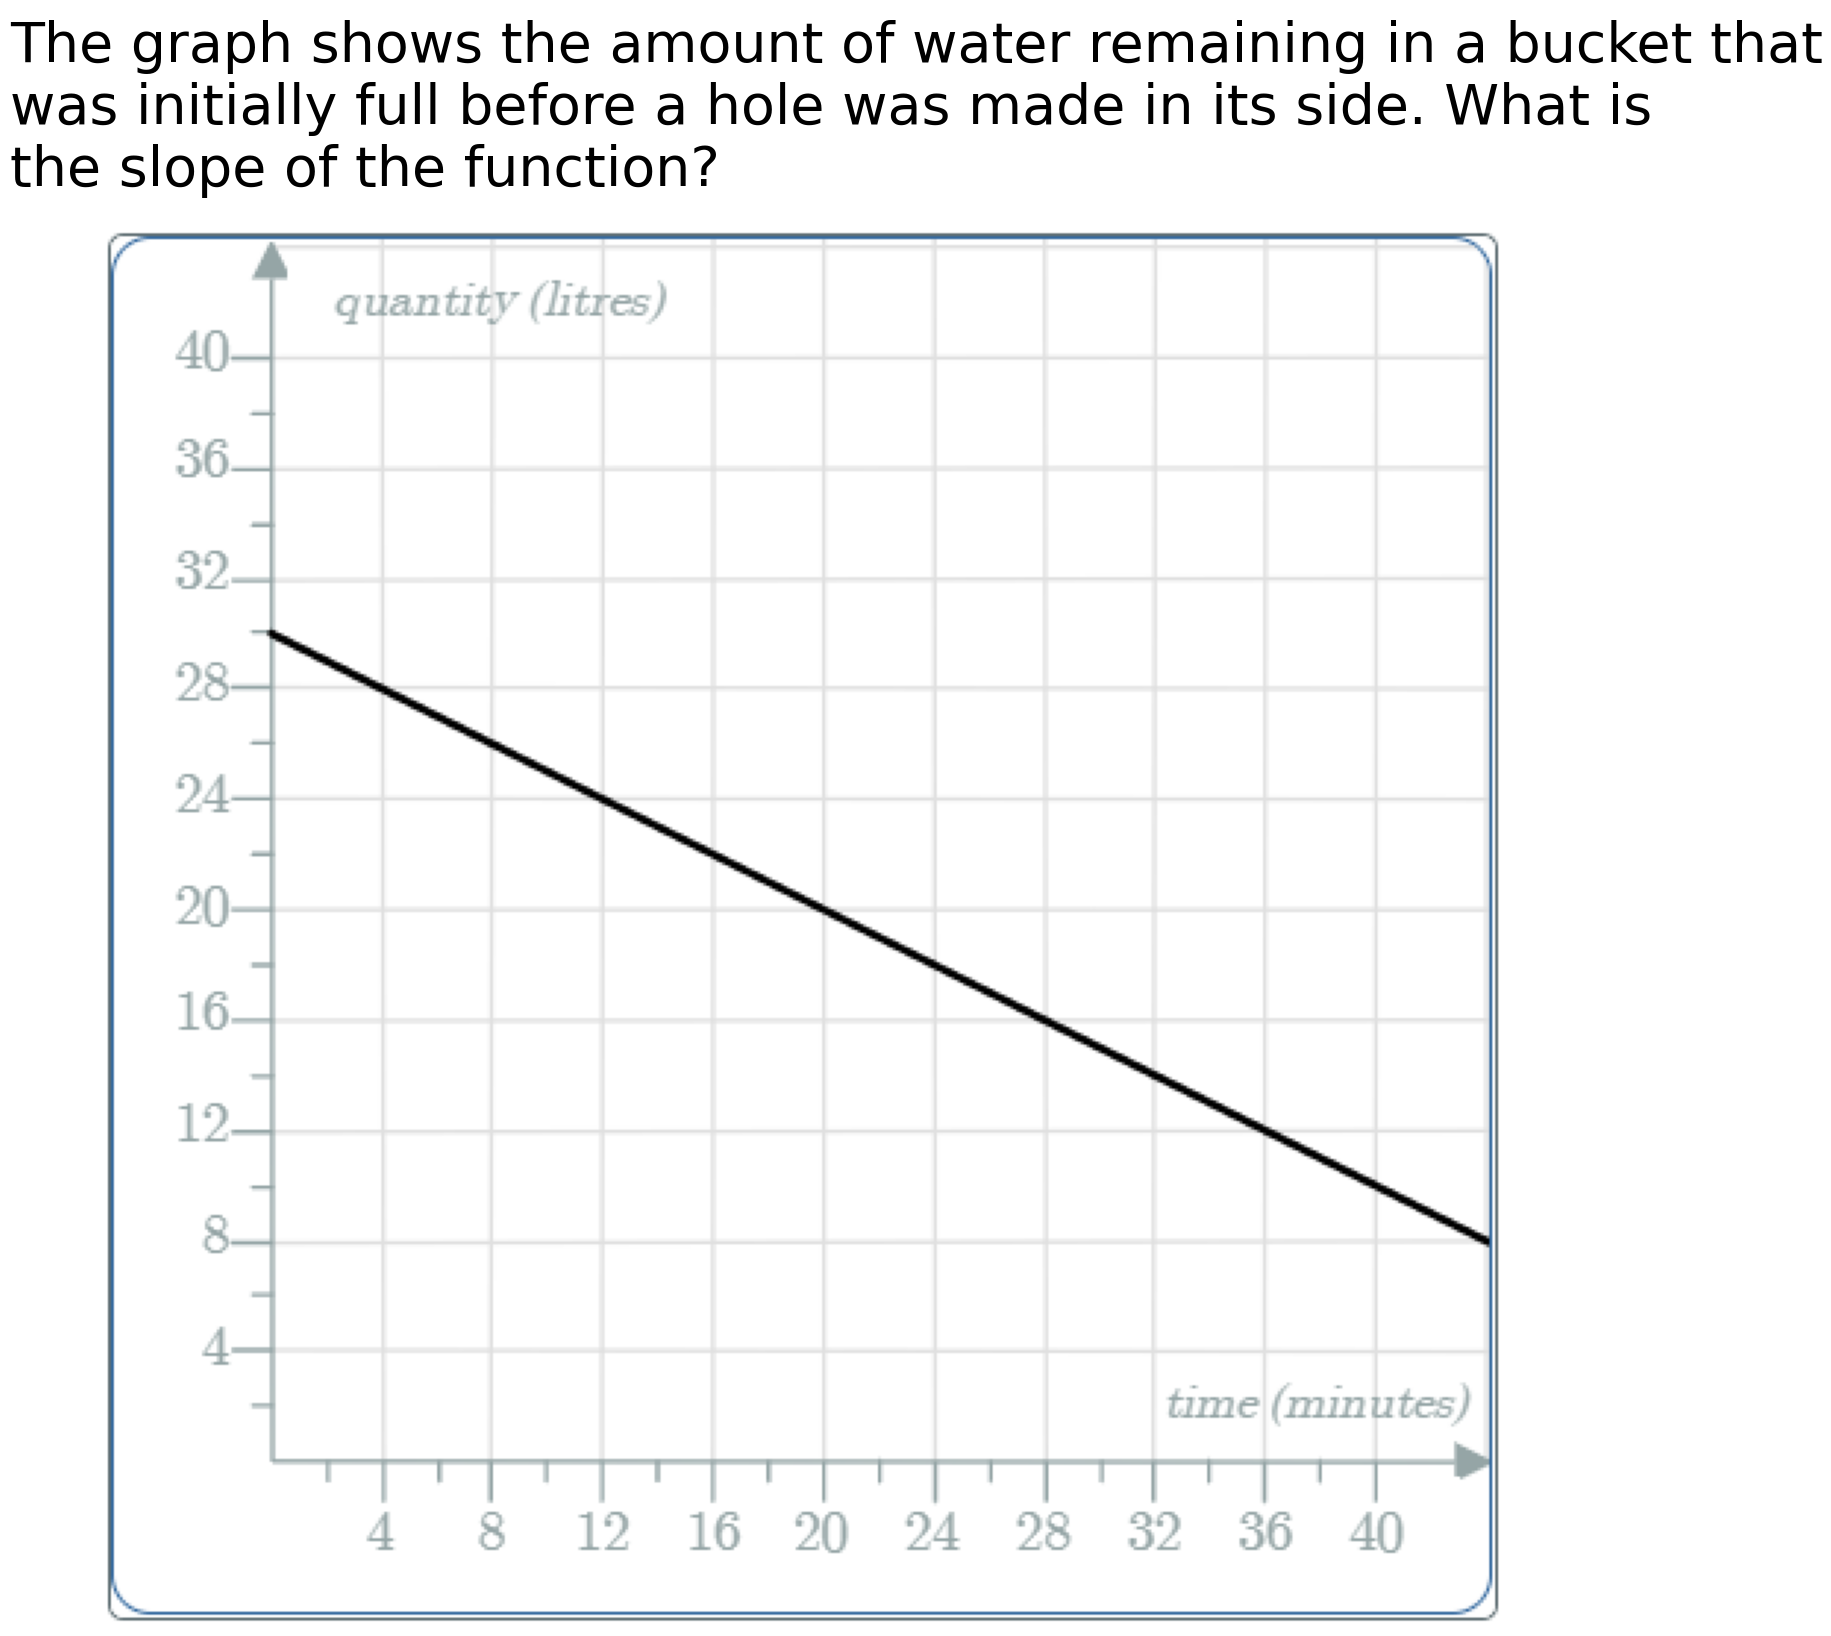 The graph shows the amount of water remaining in a bucket that
was initially full before a hole was made in its side. What is
the slope of the function?
quantity (litres)
40
36
32
28
24
20
16
12
8
4
time (minutes)
4 8 12 16 20 24 28 32 36 40